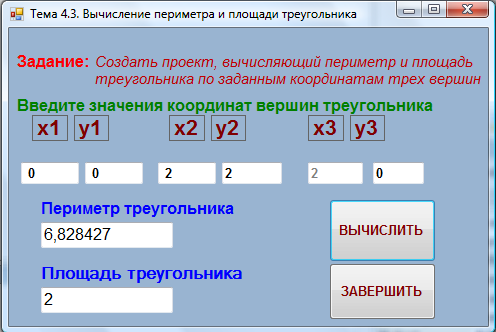 Тема 4.3. Вычисление периметра и площади треугольника
Задание: Создать проект, вычисляющий периметр и площадь
треугольника по заданным координатам трех вершин
Введите значения координат вершин треугольника
x1 y1 x2 y2 x3 y3
0 0 2 2 2 0
Периметр треугольника
6,828427
ВЫЧИСЛИТЬ
Площадь треугольника
2
ЗАВЕРШИТЬ